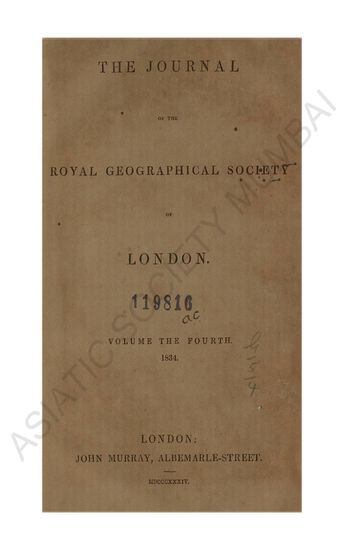 THE JOURNAL
OF THE
ROYAL GEOGRAPHICAL SOCIETY
OF
LONDON.
119816
ac
VOLUME THE FOURTH.
1834.
LONDON:
JOHN MURRAY, ALBEMARLE-STREET.
MDCCCXXXIV.
ASIATIC SOCIETY MUMBAI